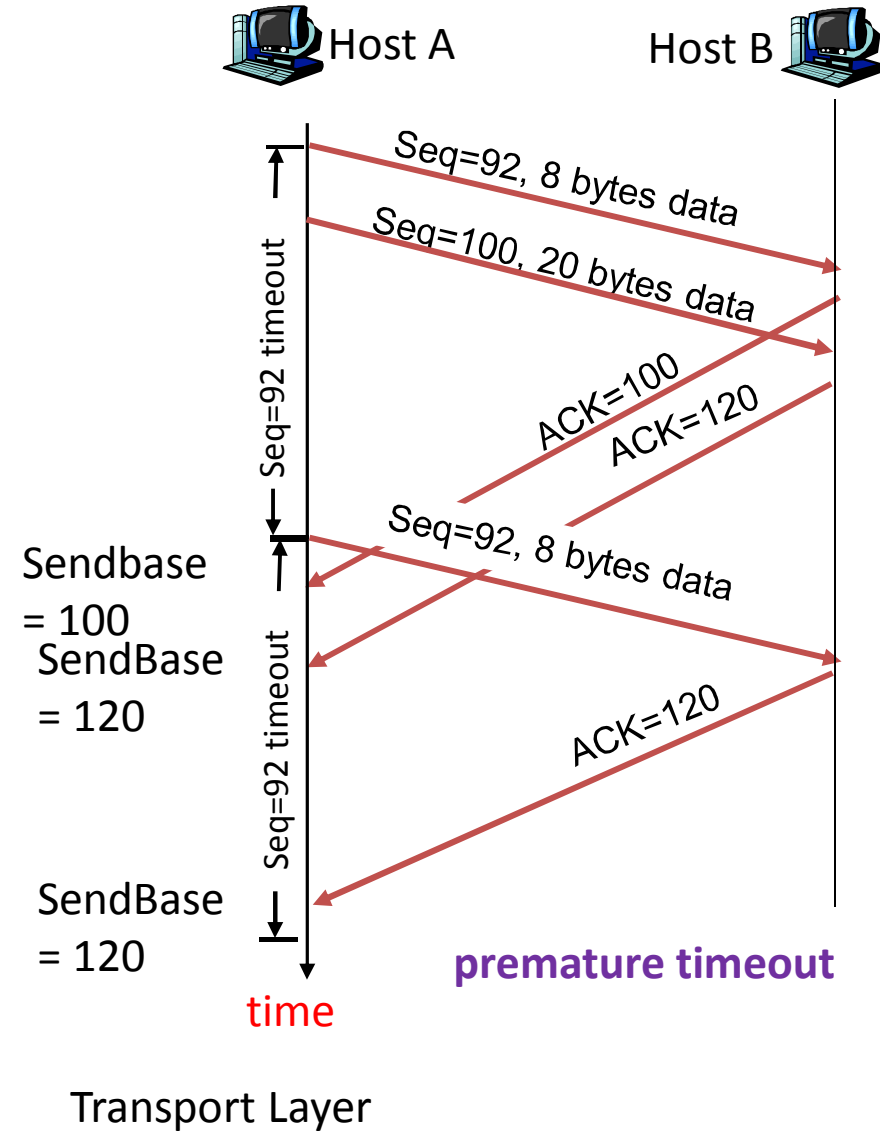 Host A
Host B
Seq=92, 8 bytes data
Seq=100, 20 bytes data
Seq=92 timeout
ACK=100
ACK=120
Seq=92, 8 bytes data
Sendbase
= 100
SendBase
= 120
Seq=92 timeout
ACK=120
SendBase
= 120
premature timeout
time
Transport Layer